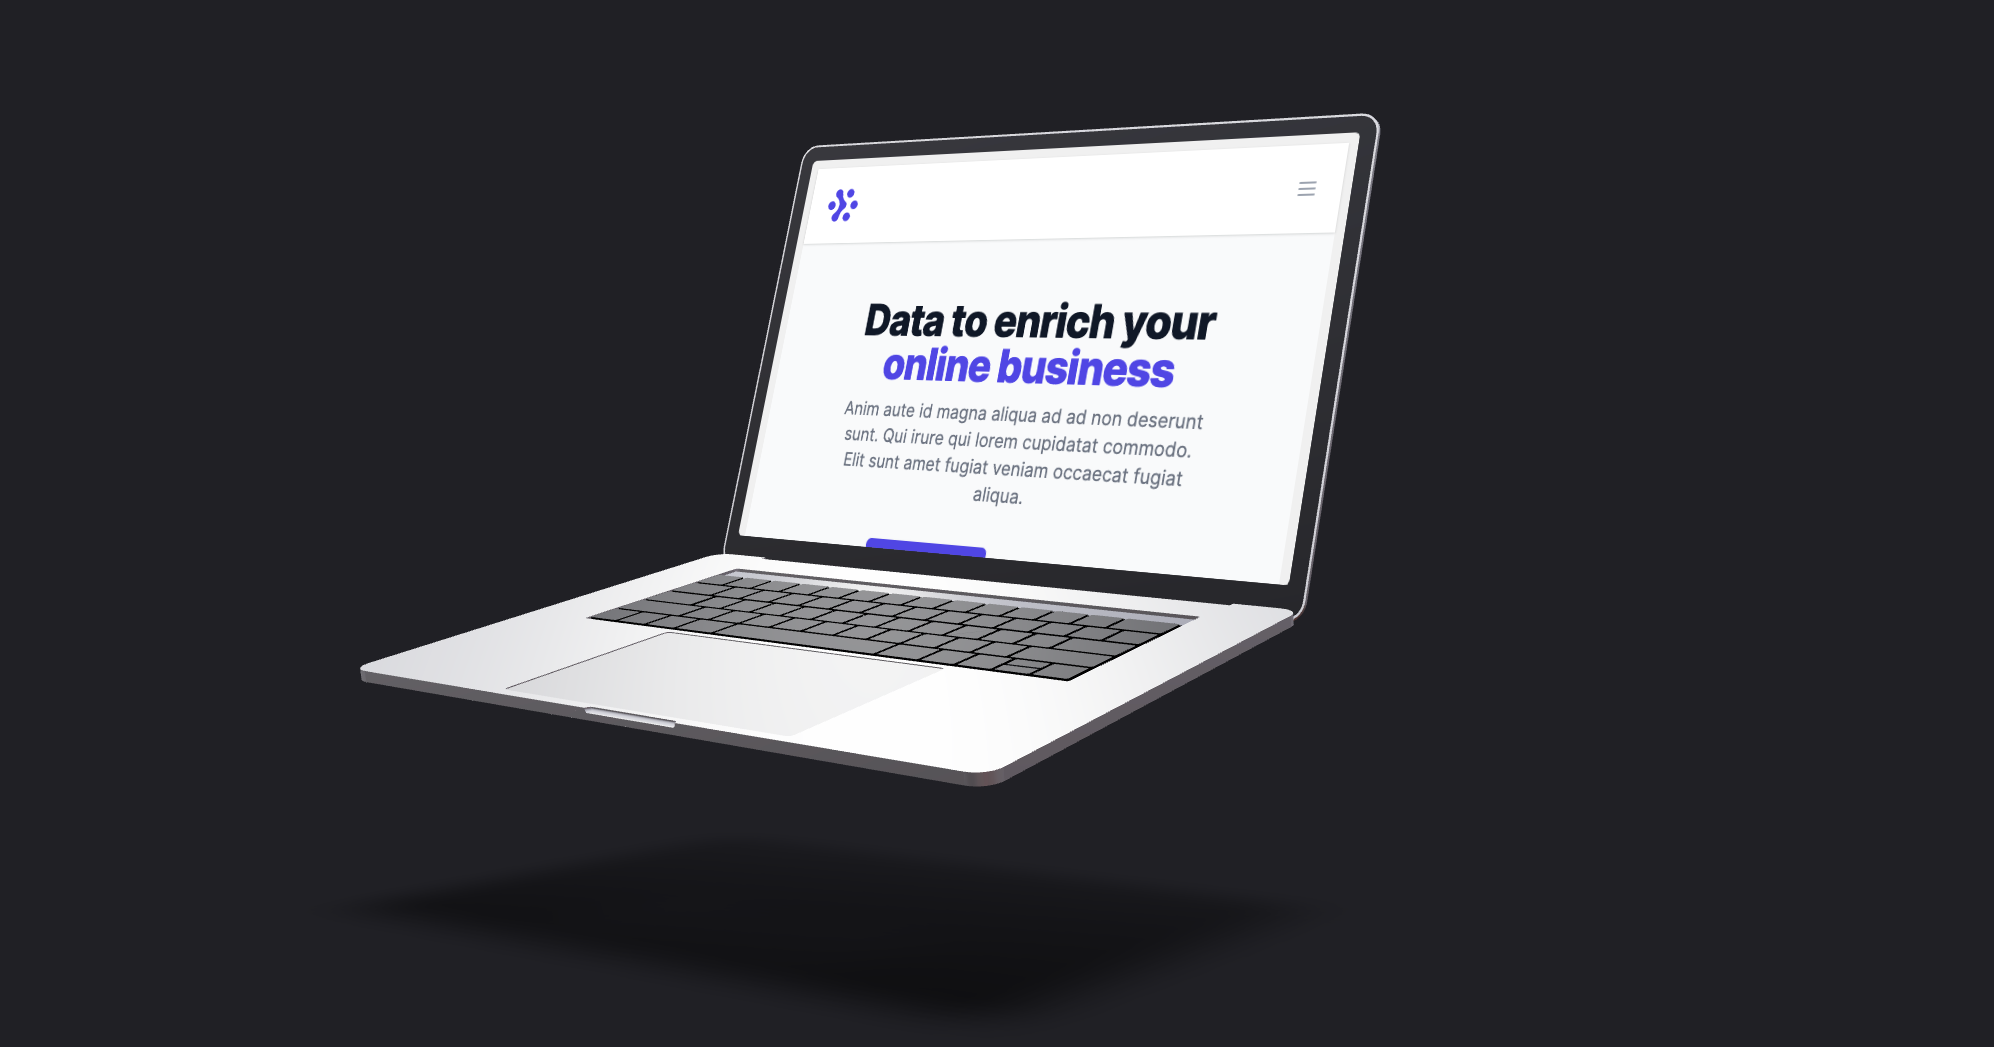 Data to enrich your
online business
Anim aute id magna aliqua ad ad non deserunt
sunt. Qui irure qui lorem cupidatat commodo.
Elit sunt amet fugiat veniam occaecat fugiat
aliqua.